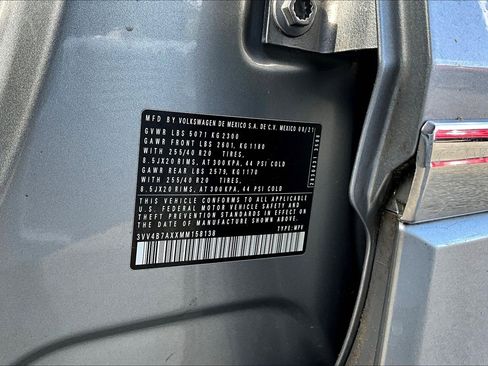 MFD BY VOLKSWAGEN DE MEXICO S.A. DE C.V. MEXICO 08/21
GVWR LBS 5071 KG 2300
GAWR FRONT LBS 2601, KG 1180
WITH 255/40 R20 TIRES,
8.5JX20 RIMS, AT 300 KPA, 44 PSI COLD
GAWR REAR LBS 2579, KG 1170
WITH 255/40 R20 TIRES,
8.5JX20 RIMS, AT 300 KPA, 44 PSI COLD
THIS VEHICLE CONFORMS TO ALL APPLICABLE
U.S. FEDERAL MOTOR VEHICLE SAFETY AND
THEFT PREVENTION STANDARDS IN EFFECT ON
THE DATE OF MANUFACTURE SHOWN ABOVE.
3VV4B7AXXMM158138 TYPE: MPV